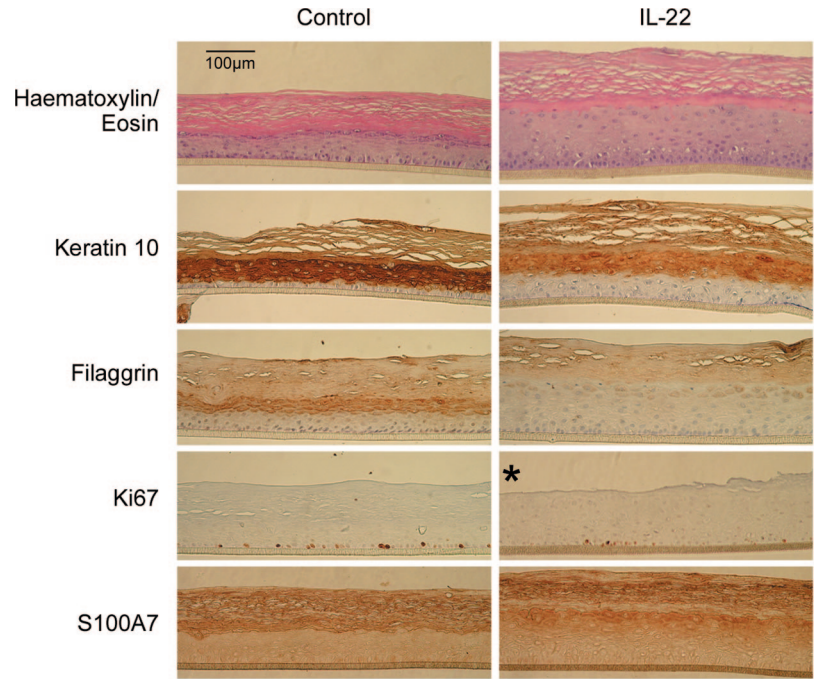 Control
IL-22
100µm
Haematoxylin/
Eosin
Keratin 10
Filaggrin
Ki67
*
S100A7